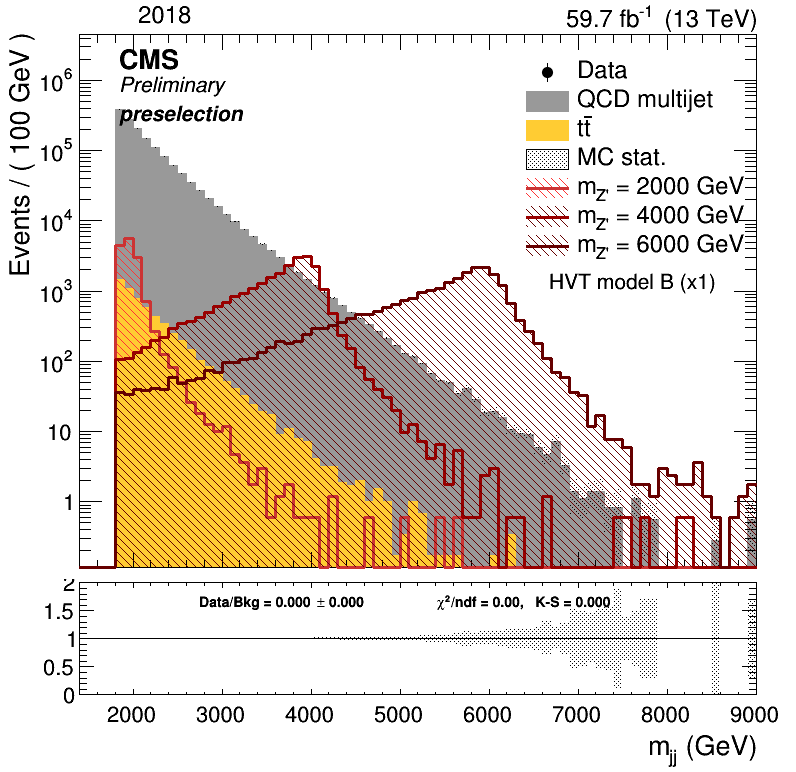 2018
59.7 fb⁻¹ (13 TeV)
Events / ( 100 GeV )
CMS
Preliminary
preselection
Data
QCD multijet
tt̄
MC stat.
m_Z' = 2000 GeV
m_Z' = 4000 GeV
m_Z' = 6000 GeV
HVT model B (x1)
10⁶
10⁵
10⁴
10³
10²
10
1
Data/Bkg = 0.000 ± 0.000
χ²/ndf = 0.00, K-S = 0.000
2
1.5
1
0.5
0
2000 3000 4000 5000 6000 7000 8000 9000
m_jj (GeV)